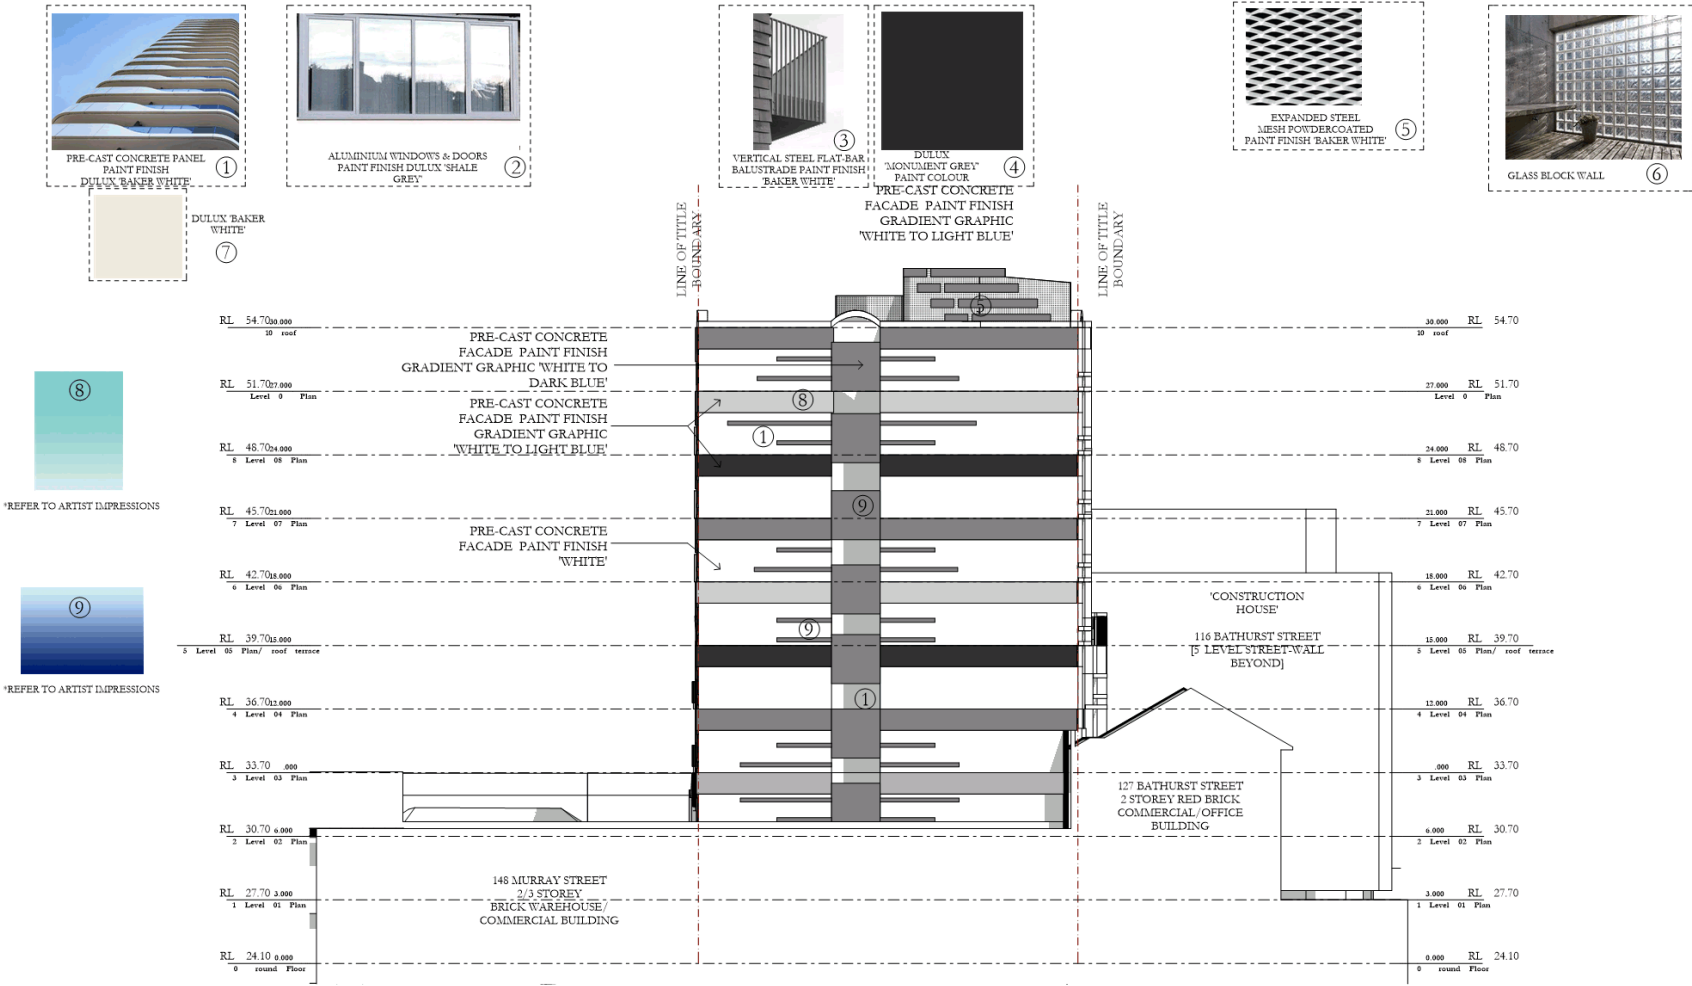 PRE-CAST CONCRETE PANEL
PAINT FINISH
DULUX 'BAKER WHITE'
1
ALUMINIUM WINDOWS & DOORS
PAINT FINISH DULUX 'SHALE
GREY'
2
VERTICAL STEEL FLAT-BAR
BALUSTRADE PAINT FINISH
'BAKER WHITE'
3
DULUX
'MONUMENT GREY'
PAINT COLOUR
4
EXPANDED STEEL
MESH POWDERCOATED
PAINT FINISH 'BAKER WHITE'
5
GLASS BLOCK WALL
6
DULUX 'BAKER
WHITE'
7
PRE-CAST CONCRETE
FACADE PAINT FINISH
GRADIENT GRAPHIC
'WHITE TO LIGHT BLUE'
LINE OF TITLE
BOUNDARY
LINE OF TITLE
BOUNDARY
5
RL 54.70 30.000
10 roof
30.000 RL 54.70
10 roof
PRE-CAST CONCRETE
FACADE PAINT FINISH
GRADIENT GRAPHIC 'WHITE TO
DARK BLUE'
RL 51.70 27.000
Level 0 Plan
27.000 RL 51.70
Level 0 Plan
8
8
PRE-CAST CONCRETE
FACADE PAINT FINISH
GRADIENT GRAPHIC
'WHITE TO LIGHT BLUE'
1
RL 48.70 24.000
8 Level 08 Plan
24.000 RL 48.70
8 Level 08 Plan
*REFER TO ARTIST IMPRESSIONS
9
RL 45.70 21.000
7 Level 07 Plan
21.000 RL 45.70
7 Level 07 Plan
PRE-CAST CONCRETE
FACADE PAINT FINISH
'WHITE'
RL 42.70 18.000
6 Level 06 Plan
18.000 RL 42.70
6 Level 06 Plan
9
9
'CONSTRUCTION
HOUSE'
116 BATHURST STREET
[5 LEVEL STREET-WALL
BEYOND]
RL 39.70 15.000
5 Level 05 Plan/ roof terrace
15.000 RL 39.70
5 Level 05 Plan/ roof terrace
*REFER TO ARTIST IMPRESSIONS
1
RL 36.70 12.000
4 Level 04 Plan
12.000 RL 36.70
4 Level 04 Plan
RL 33.70 .000
3 Level 03 Plan
.000 RL 33.70
3 Level 03 Plan
127 BATHURST STREET
2 STOREY RED BRICK
COMMERCIAL/OFFICE
BUILDING
RL 30.70 6.000
2 Level 02 Plan
6.000 RL 30.70
2 Level 02 Plan
148 MURRAY STREET
2/3 STOREY
BRICK WAREHOUSE/
COMMERCIAL BUILDING
RL 27.70 3.000
1 Level 01 Plan
3.000 RL 27.70
1 Level 01 Plan
RL 24.10 0.000
0 round Floor
0.000 RL 24.10
0 round Floor